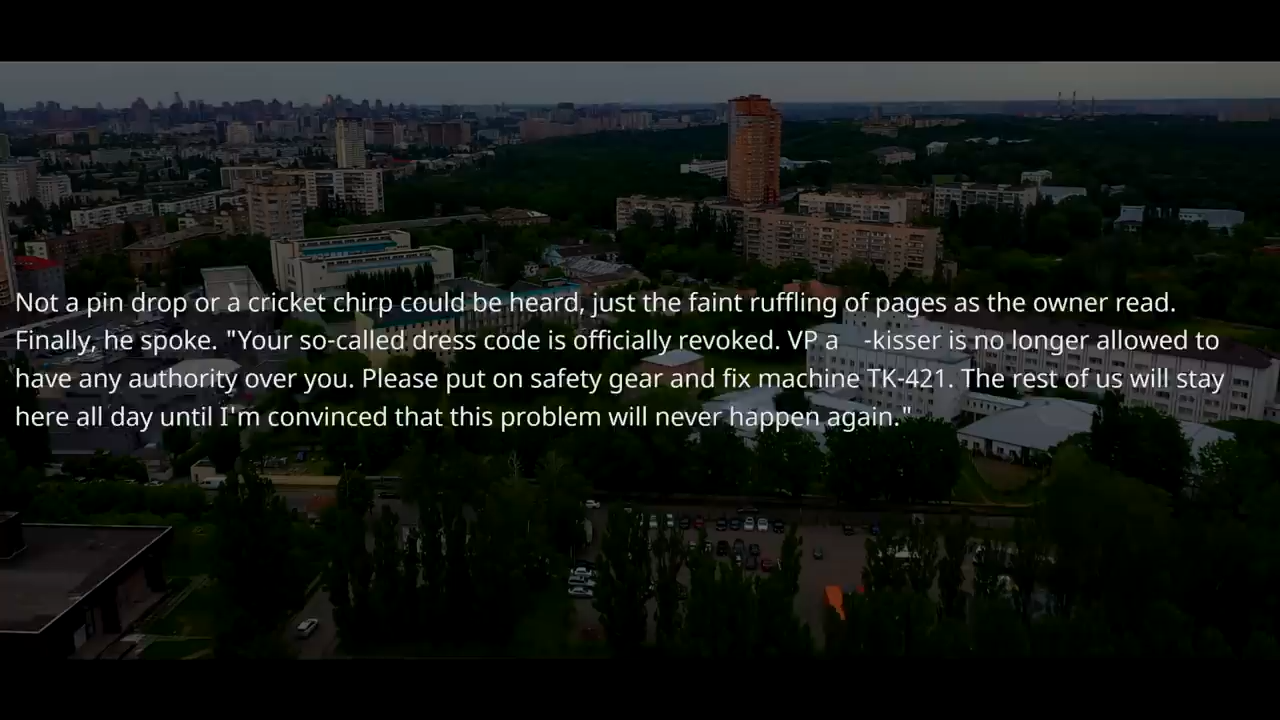 Not a pin drop or a cricket chirp could be heard, just the faint ruffling of pages as the owner read.
Finally, he spoke. "Your so-called dress code is officially revoked. VP a -kisser is no longer allowed to
have any authority over you. Please put on safety gear and fix machine TK-421. The rest of us will stay
here all day until I'm convinced that this problem will never happen again."